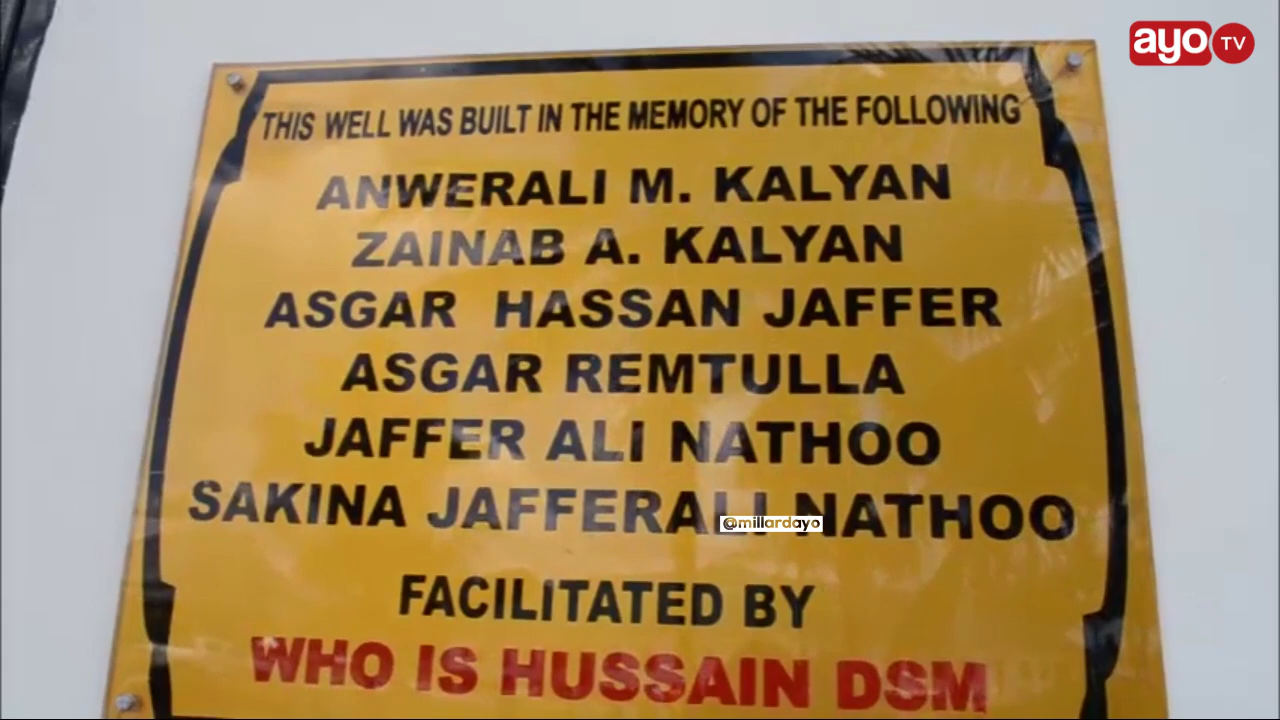 ayo TV
THIS WELL WAS BUILT IN THE MEMORY OF THE FOLLOWING
ANWERALI M. KALYAN
ZAINAB A. KALYAN
ASGAR HASSAN JAFFER
ASGAR REMTULLA
JAFFER ALI NATHOO
SAKINA JAFFERALI NATHOO
@millardayo
FACILITATED BY
WHO IS HUSSAIN DSM